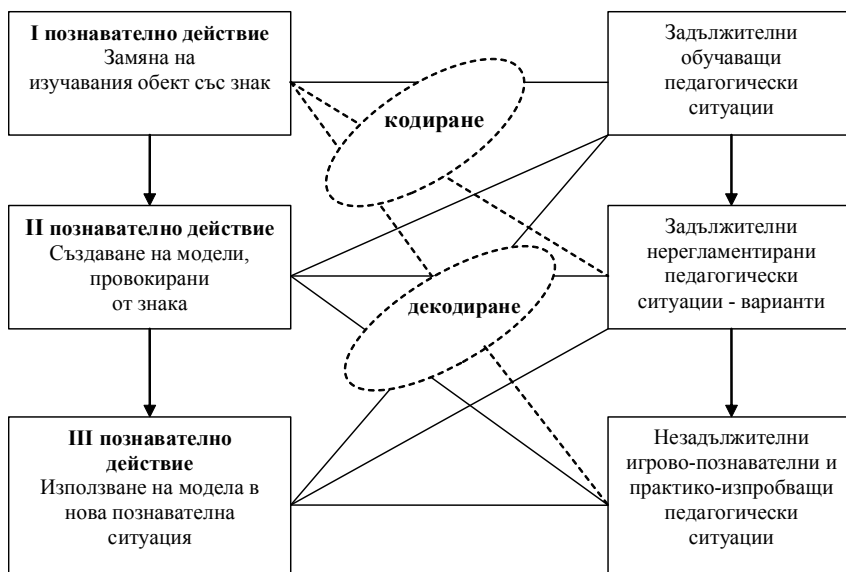 I познавателно действие
Замяна на
изучавания обект със знак
кодиране
Задължителни
обучаващи
педагогически
ситуации
II познавателно действие
Създаване на модели,
провокирани
от знака
декодиране
Задължителни
нерегламентирани
педагогически
ситуации - варианти
III познавателно
действие
Използване на модела в
нова познавателна
ситуация
Незадължителни
игрово-познавателни и
практико-изпробващи
педагогически
ситуации